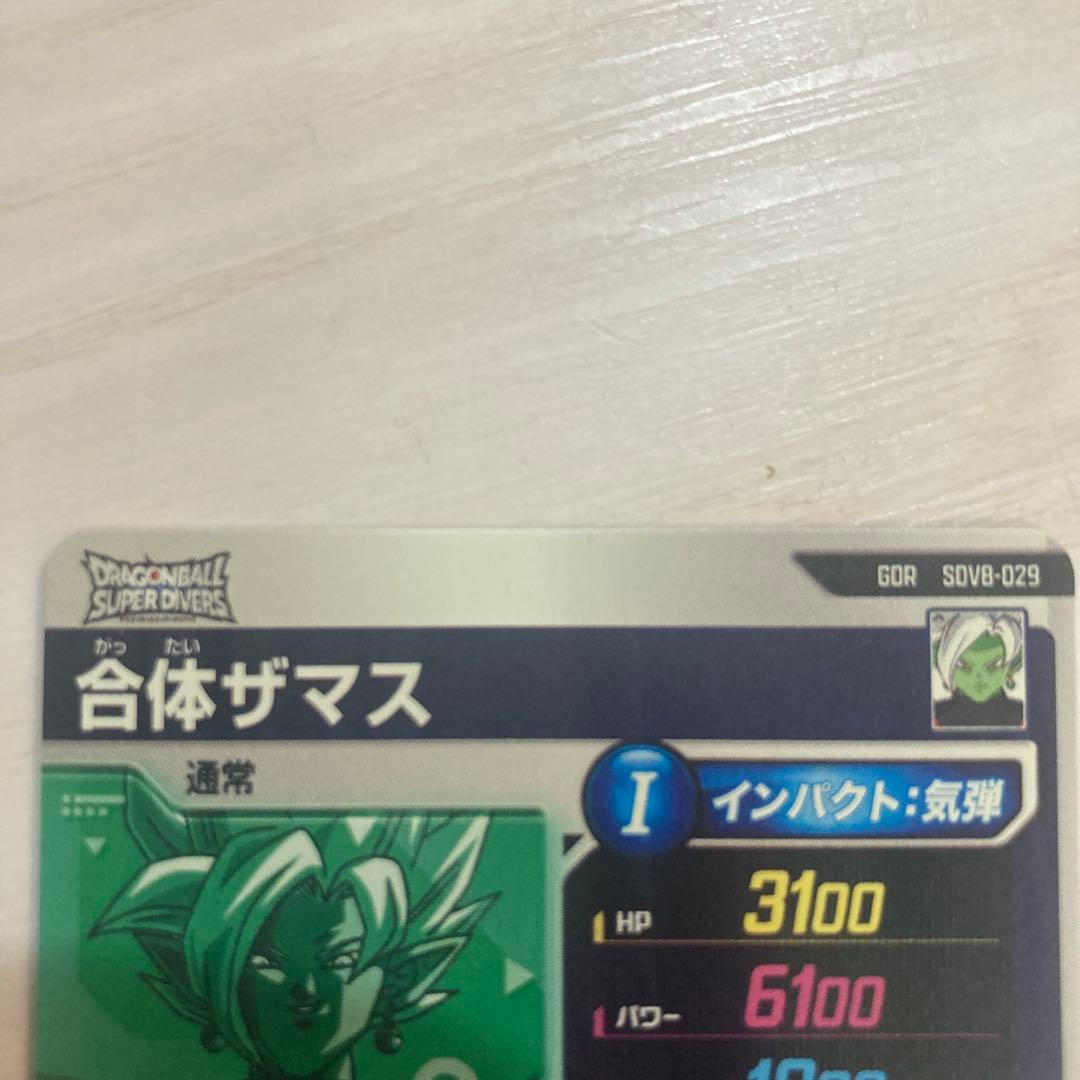 DRAGONBALL
SUPER DIVERS
GDR SDV8-029
がっ たい
合体ザマス
通常
I インパクト:気弾
HP 3100
パワー 6100